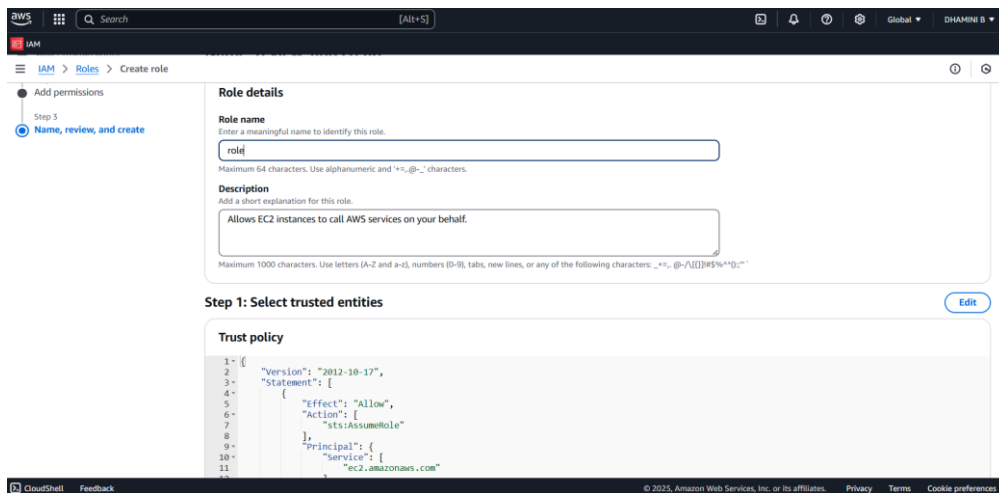 aws Search [Alt+S] Global DHAMINI B
IAM
IAM > Roles > Create role
Add permissions
Step 3
Name, review, and create
Role details
Role name
Enter a meaningful name to identify this role.
role
Maximum 64 characters. Use alphanumeric and '+=,.@-_' characters.
Description
Add a short explanation for this role.
Allows EC2 instances to call AWS services on your behalf.
Maximum 1000 characters. Use letters (A-Z and a-z), numbers (0-9), tabs, new lines, or any of the following characters:
Step 1: Select trusted entities
Edit
Trust policy
1 {
2 "Version": "2012-10-17",
3 "Statement": [
4 {
5 "Effect": "Allow",
6 "Action": [
7 "sts:AssumeRole"
8 ],
9 "Principal": {
10 "Service": [
11 "ec2.amazonaws.com"
CloudShell Feedback © 2025, Amazon Web Services, Inc. or its affiliates. Privacy Terms Cookie preferences